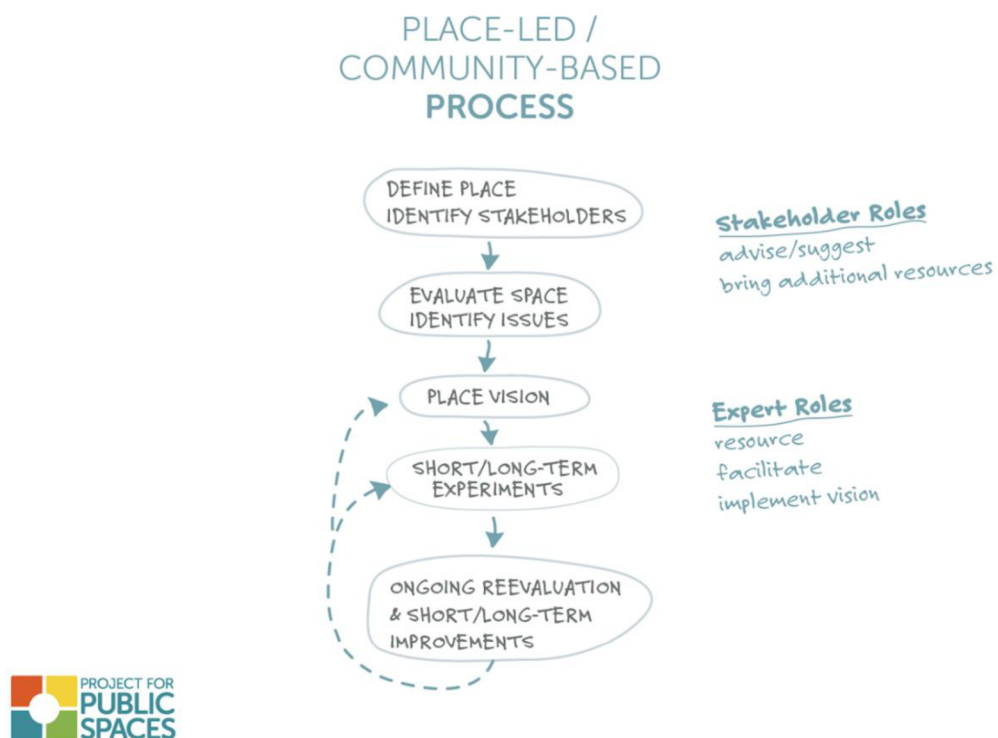 PLACE-LED /
COMMUNITY-BASED
PROCESS
DEFINE PLACE
IDENTIFY STAKEHOLDERS
EVALUATE SPACE
IDENTIFY ISSUES
PLACE VISION
SHORT/LONG-TERM
EXPERIMENTS
ONGOING REEVALUATION
& SHORT/LONG-TERM
IMPROVEMENTS
Stakeholder Roles
advise/suggest
bring additional resources
Expert Roles
resource
facilitate
implement vision
PROJECT FOR
PUBLIC
SPACES